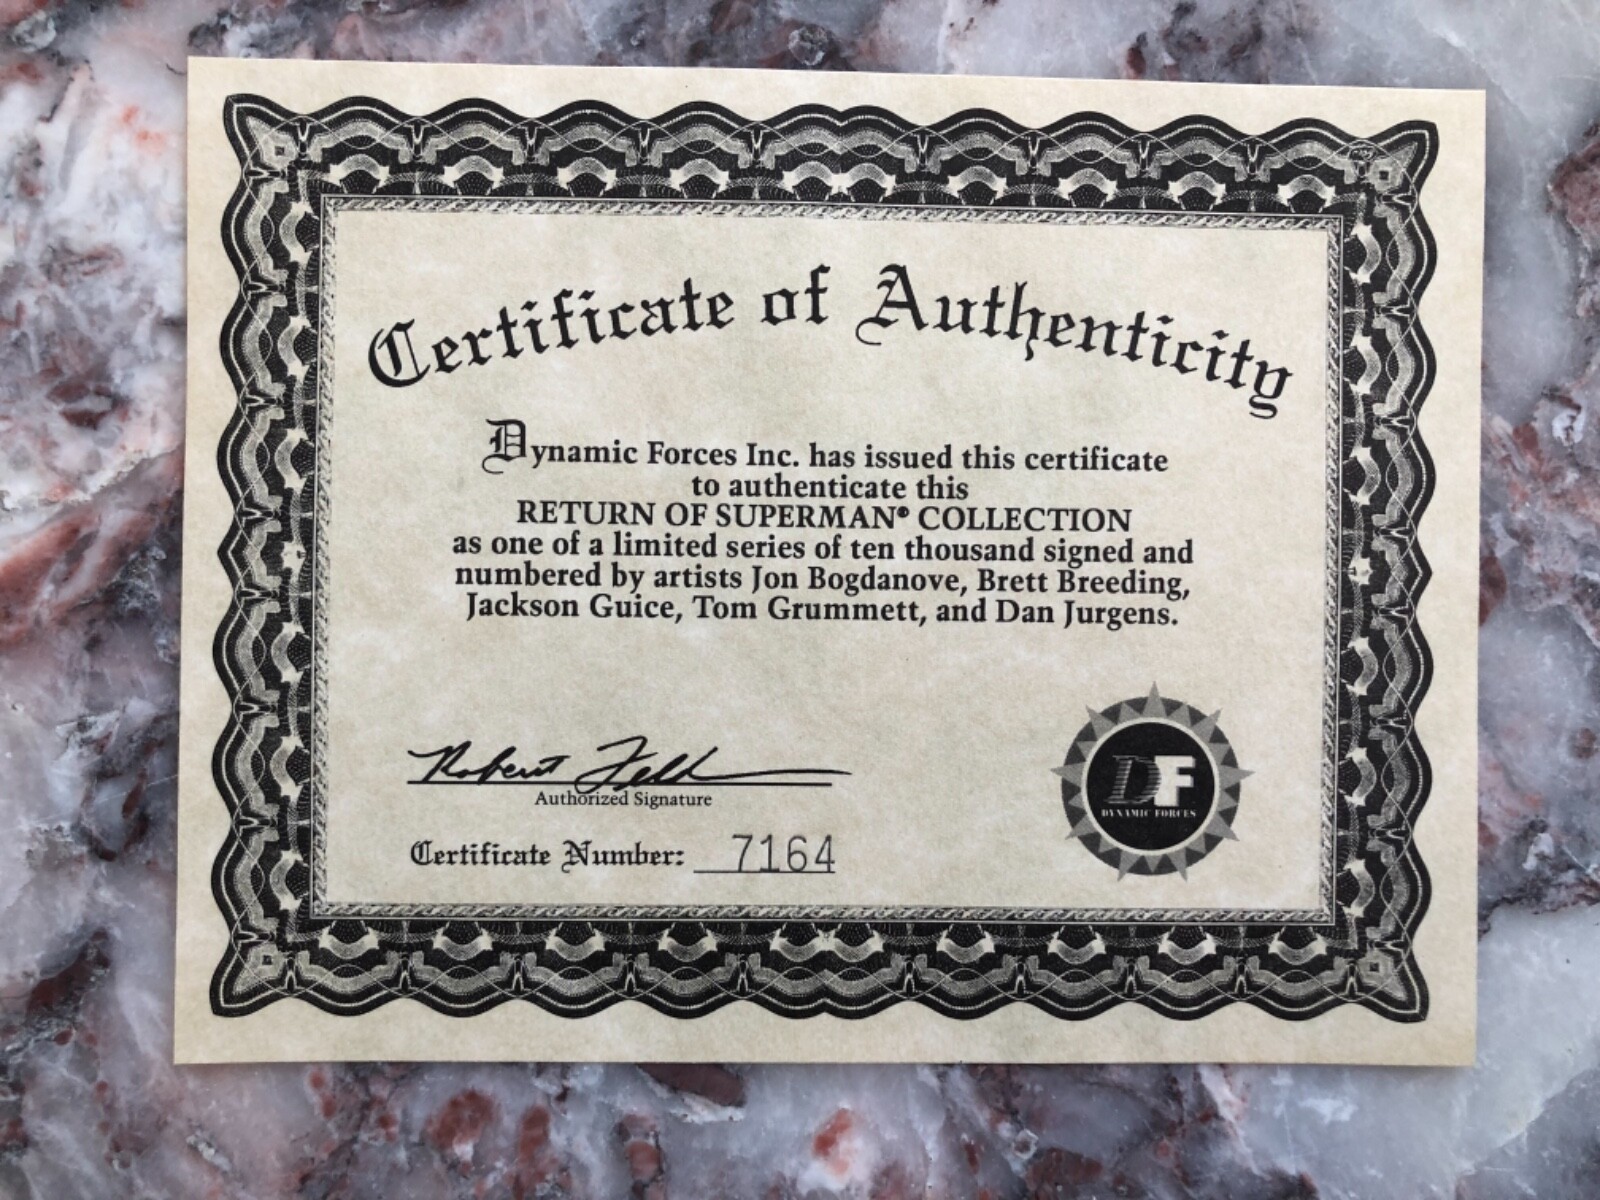 Certificate of Authenticity
Dynamic Forces Inc. has issued this certificate
to authenticate this
RETURN OF SUPERMAN® COLLECTION
as one of a limited series of ten thousand signed and
numbered by artists Jon Bogdanove, Brett Breeding,
Jackson Guice, Tom Grummett, and Dan Jurgens.
Robert Feld
Authorized Signature
Certificate Number: 7164
DF
DYNAMIC FORCES